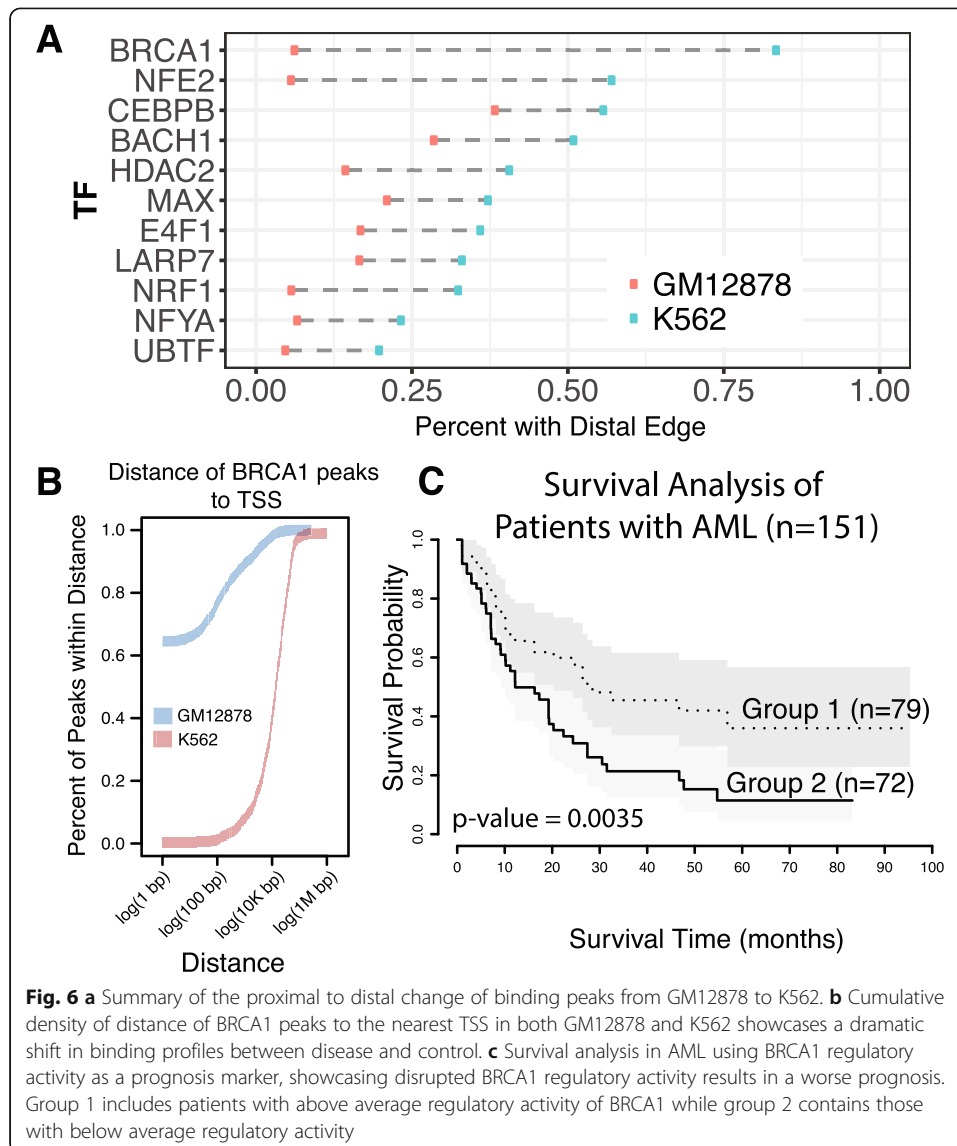 A
TF
BRCA1
NFE2
CEBPB
BACH1
HDAC2
MAX
E4F1
LARP7
NRF1
NFYA
UBTF
GM12878
K562
0.00 0.25 0.50 0.75 1.00
Percent with Distal Edge
B
Distance of BRCA1 peaks
to TSS
Percent of Peaks within Distance
1.0
0.8
0.6
0.4
0.2
0.0
GM12878
K562
log(1 bp) log(100 bp) log(10K bp) log(1M bp)
Distance
C
Survival Analysis of
Patients with AML (n=151)
Survival Probability
1.0
0.8
0.6
0.4
0.2
0.0
Group 1 (n=79)
Group 2 (n=72)
p-value = 0.0035
0 10 20 30 40 50 60 70 80 90 100
Survival Time (months)
Fig. 6 a Summary of the proximal to distal change of binding peaks from GM12878 to K562. b Cumulative
density of distance of BRCA1 peaks to the nearest TSS in both GM12878 and K562 showcases a dramatic
shift in binding profiles between disease and control. c Survival analysis in AML using BRCA1 regulatory
activity as a prognosis marker, showcasing disrupted BRCA1 regulatory activity results in a worse prognosis.
Group 1 includes patients with above average regulatory activity of BRCA1 while group 2 contains those
with below average regulatory activity